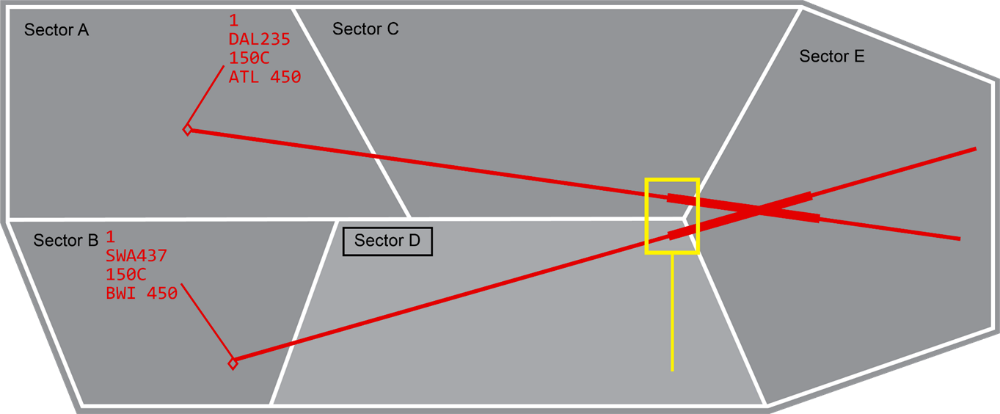 Sector A
1
DAL235
150C
ATL 450
Sector C
Sector E
Sector B
1
SWA437
150C
BWI 450
Sector D